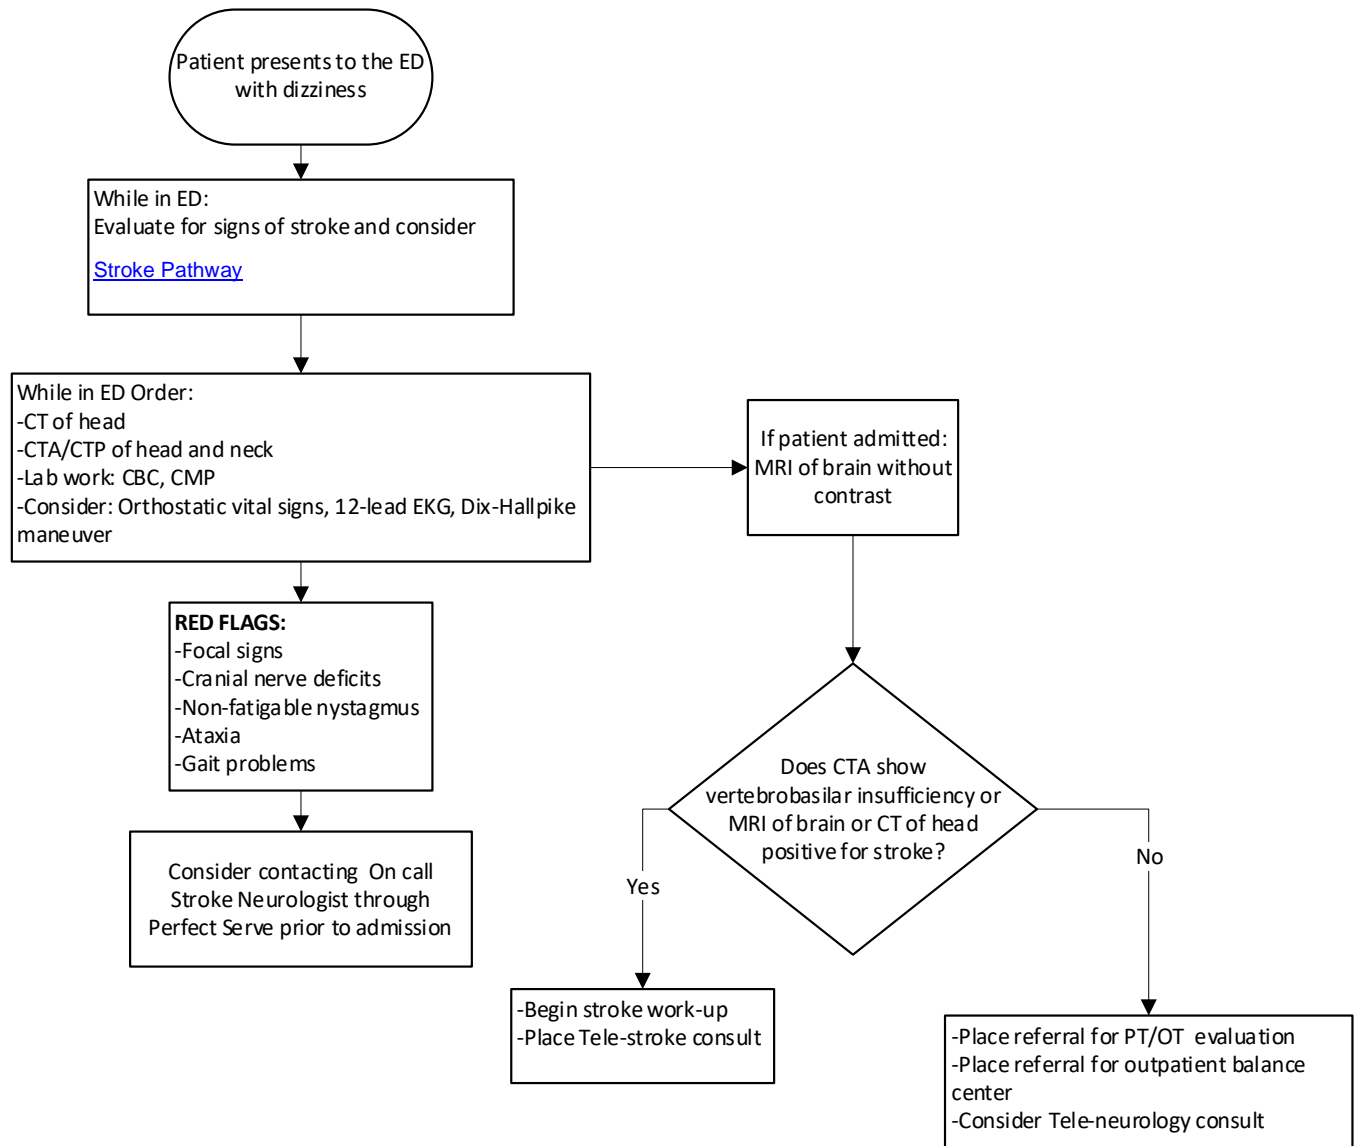 Patient presents to the ED
with dizziness
While in ED:
Evaluate for signs of stroke and consider
Stroke Pathway
While in ED Order:
-CT of head
-CTA/CTP of head and neck
-Lab work: CBC, CMP
-Consider: Orthostatic vital signs, 12-lead EKG, Dix-Hallpike
maneuver
If patient admitted:
MRI of brain without
contrast
RED FLAGS:
-Focal signs
-Cranial nerve deficits
-Non-fatigable nystagmus
-Ataxia
-Gait problems
Consider contacting On call
Stroke Neurologist through
Perfect Serve prior to admission
Does CTA show
vertebrobasilar insufficiency or
MRI of brain or CT of head
positive for stroke?
Yes
No
-Begin stroke work-up
-Place Tele-stroke consult
-Place referral for PT/OT evaluation
-Place referral for outpatient balance
center
-Consider Tele-neurology consult